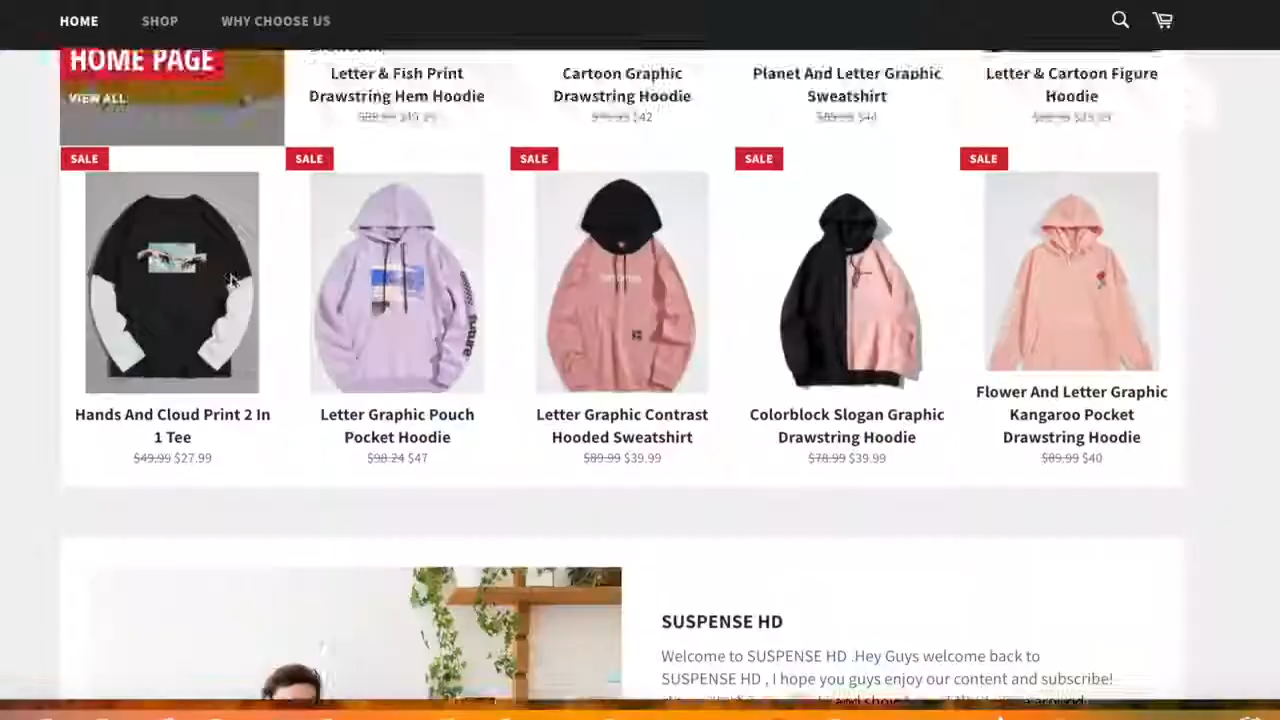 HOME SHOP WHY CHOOSE US
HOME PAGE
VIEW ALL
Letter & Fish Print
Drawstring Hem Hoodie
Cartoon Graphic
Drawstring Hoodie
$42
Planet And Letter Graphic
Sweatshirt
Letter & Cartoon Figure
Hoodie
SALE
Hands And Cloud Print 2 In
1 Tee
$49.99 $27.99
SALE
future
Letter Graphic Pouch
Pocket Hoodie
$98.24 $47
SALE
Letter Graphic Contrast
Hooded Sweatshirt
$89.99 $39.99
SALE
Colorblock Slogan Graphic
Drawstring Hoodie
$78.99 $39.99
SALE
Flower And Letter Graphic
Kangaroo Pocket
Drawstring Hoodie
$89.99 $40
SUSPENSE HD
Welcome to SUSPENSE HD .Hey Guys welcome back to
SUSPENSE HD , I hope you guys enjoy our content and subscribe!